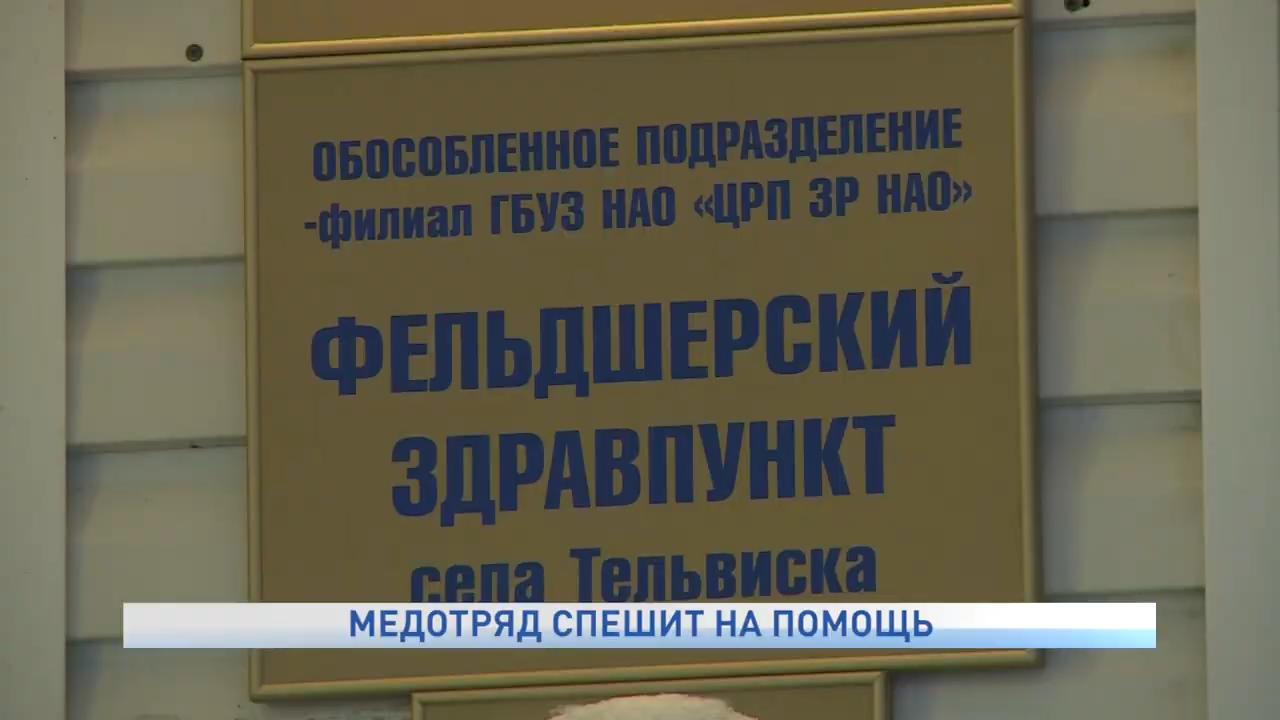 ОБОСОБЛЕННОЕ ПОДРАЗДЕЛЕНИЕ
-филиал ГБУЗ НАО «ЦРП ЗР НАО»
ФЕЛЬДШЕРСКИЙ
ЗДРАВПУНКТ
села Тельвиска
МЕДОТРЯД СПЕШИТ НА ПОМОЩЬ